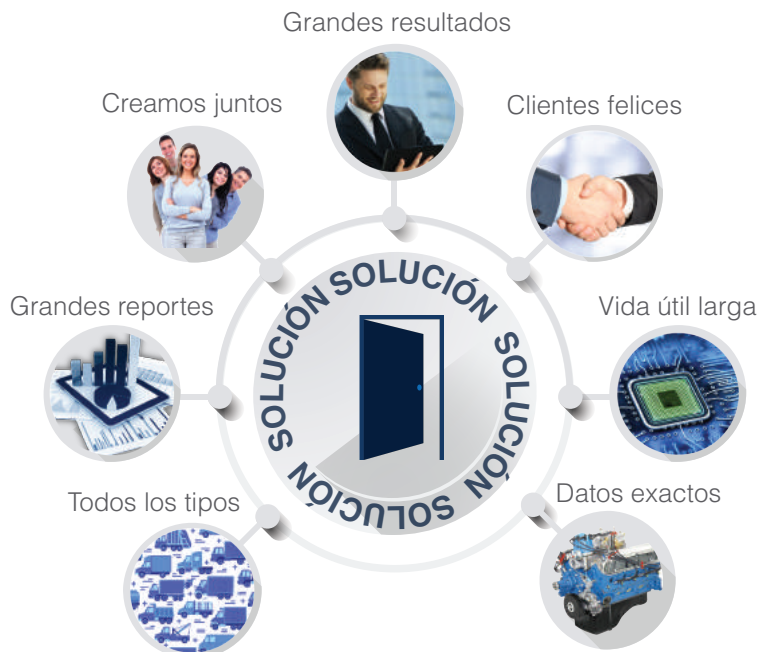 Grandes resultados
Creamos juntos
Clientes felices
Grandes reportes
Vida útil larga
Todos los tipos
Datos exactos
SOLUCIÓN
SOLUCIÓN
SOLUCIÓN
SOLUCIÓN
SOLUCIÓN